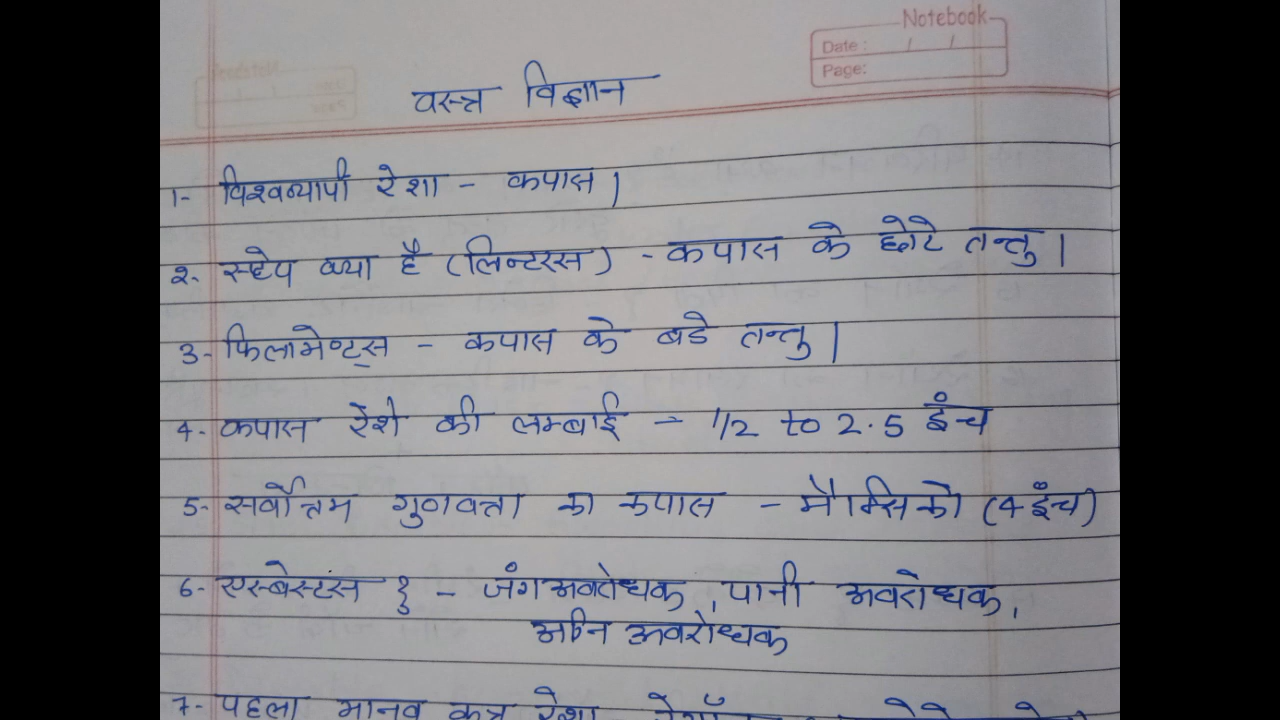 Notebook
Date : / /
Page:
वस्त्र विज्ञान
1- विश्वव्यापी रेशा - कपास।
2- स्टेप क्या है (लिन्टरस) - कपास के छोटे तन्तु।
3- फिलामेण्ट्स - कपास के बडे तन्तु।
4- कपास रेशे की लम्बाई - 1/2 to 2.5 इंच
5- सर्वोत्तम गुणवत्ता का कपास - मैक्सिको (4 इंच)
6- एस्बेस्टस - जंग अवरोधक, पानी अवरोधक,
अग्नि अवरोधक
7- पहला मानव कृत रेशा